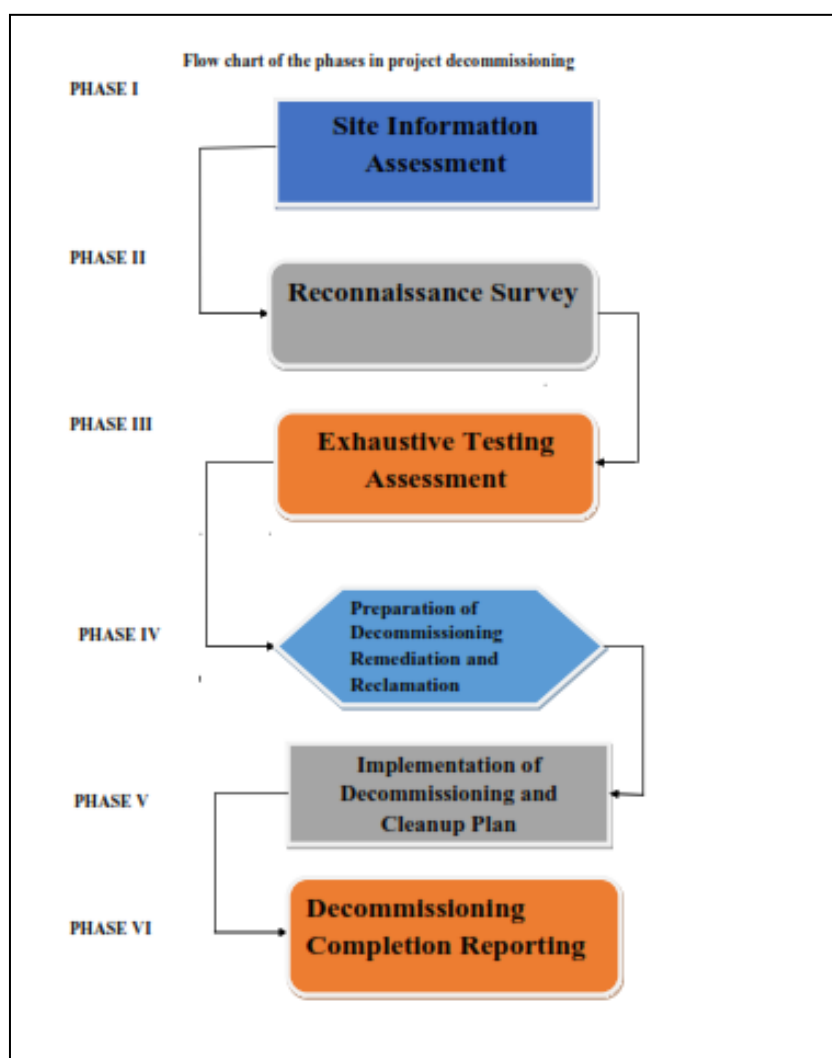 Flow chart of the phases in project decommissioning
PHASE I
Site Information
Assessment
PHASE II
Reconnaissance Survey
PHASE III
Exhaustive Testing
Assessment
PHASE IV
Preparation of
Decommissioning
Remediation and
Reclamation
PHASE V
Implementation of
Decommissioning and
Cleanup Plan
PHASE VI
Decommissioning
Completion Reporting